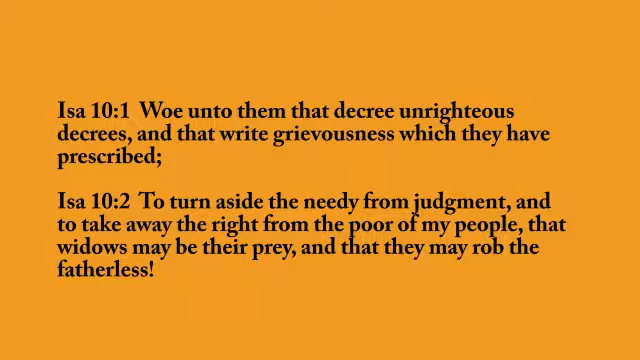 Isa 10:1  Woe unto them that decree unrighteous
decrees, and that write grievousness which they have
prescribed;
Isa 10:2  To turn aside the needy from judgment, and
to take away the right from the poor of my people, that
widows may be their prey, and that they may rob the
fatherless!